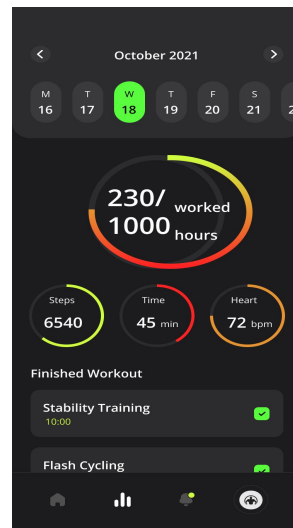 October 2021
M T W T F S
16 17 18 19 20 21 2
230/ worked
1000 hours
Steps Time Heart
6540 45 min 72 bpm
Finished Workout
Stability Training
10:00
Flash Cycling